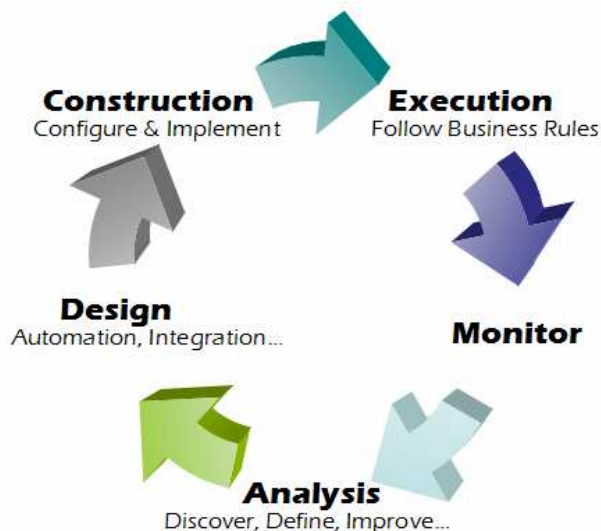 Construction
Configure & Implement
Execution
Follow Business Rules
Design
Automation, Integration...
Monitor
Analysis
Discover, Define, Improve...